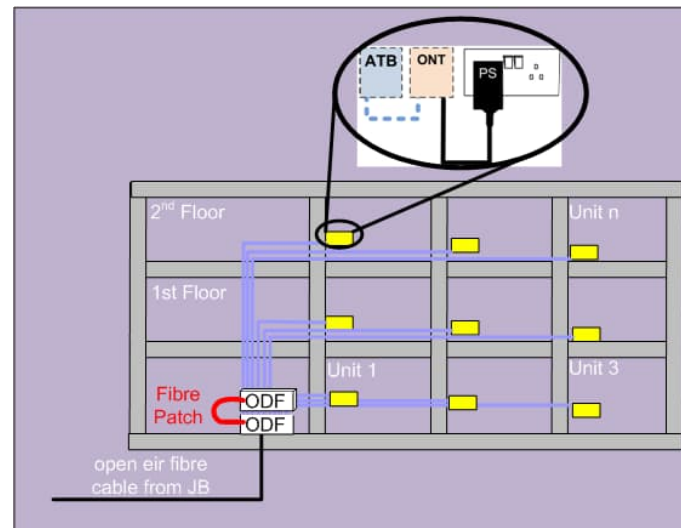 ATB
ONT
PS
2nd Floor
Unit n
1st Floor
Unit 1
Unit 3
Fibre
Patch
ODF
ODF
open eir fibre
cable from JB